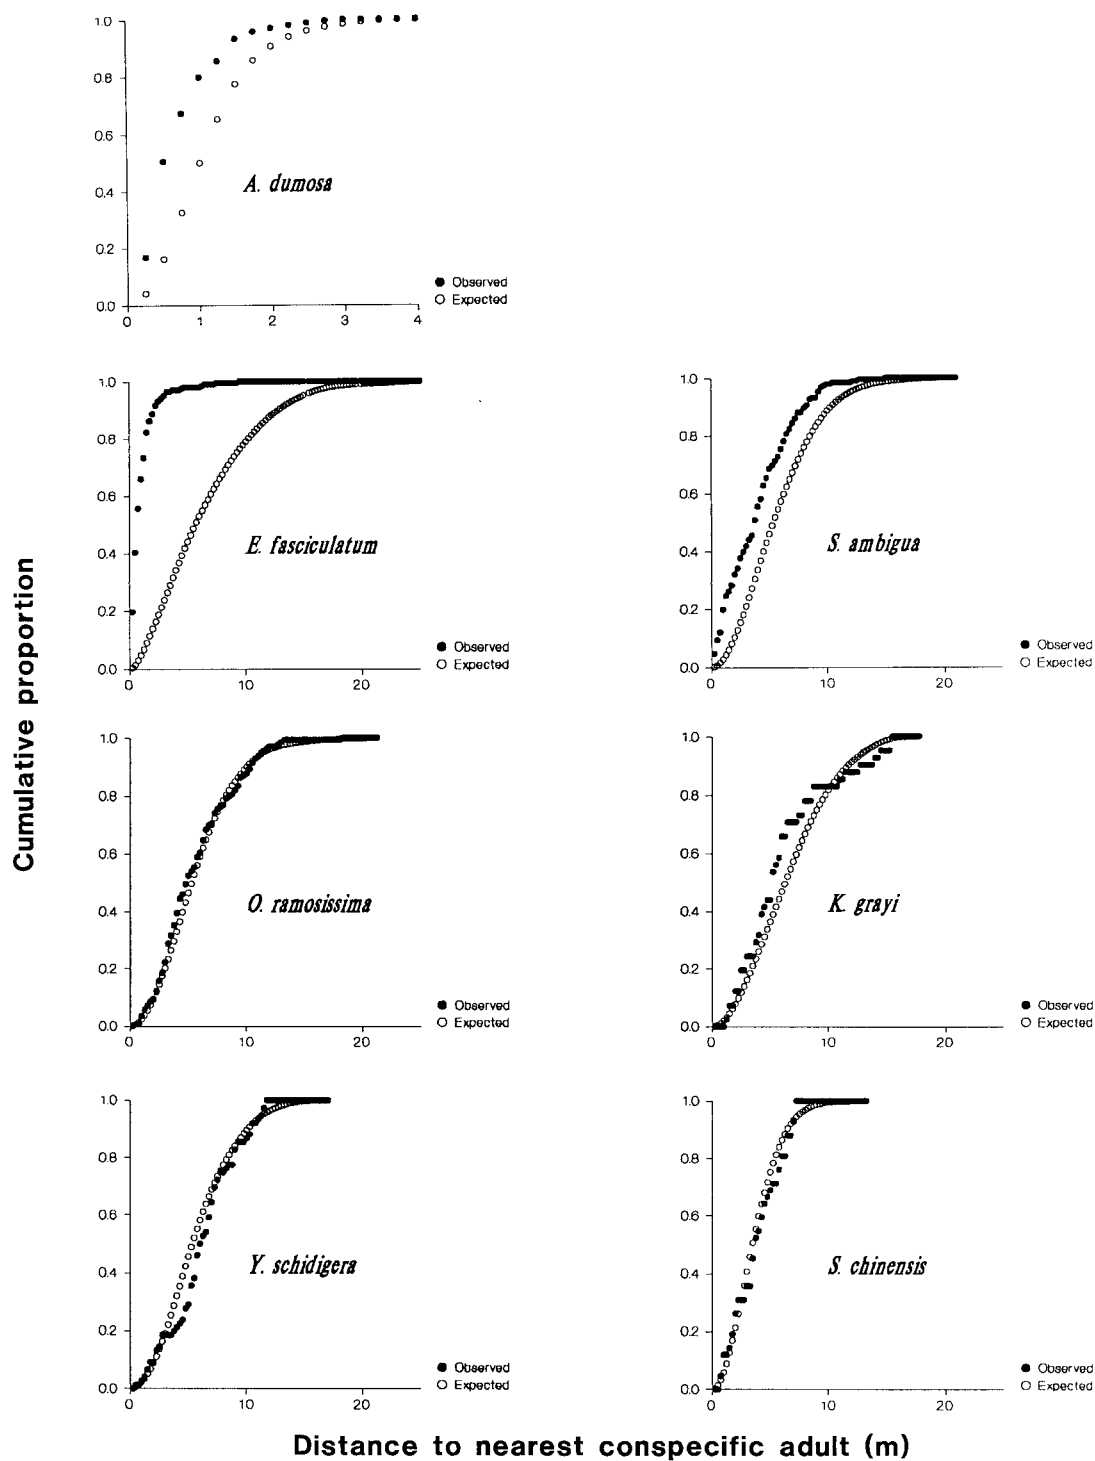 1.0
0.8
0.6
0.4
0.2
0.0
A. dumosa
Observed
Expected
0 1 2 3 4
1.0
0.8
0.6
0.4
0.2
0.0
E. fasciculatum
Observed
Expected
0 10 20
1.0
0.8
0.6
0.4
0.2
0.0
S. ambigua
Observed
Expected
0 10 20
Cumulative proportion
1.0
0.8
0.6
0.4
0.2
0.0
O. ramosissima
Observed
Expected
0 10 20
1.0
0.8
0.6
0.4
0.2
0.0
K. grayi
Observed
Expected
0 10 20
1.0
0.8
0.6
0.4
0.2
0.0
Y. schidigera
Observed
Expected
0 10 20
1.0
0.8
0.6
0.4
0.2
0.0
S. chinensis
Observed
Expected
0 10 20
Distance to nearest conspecific adult (m)